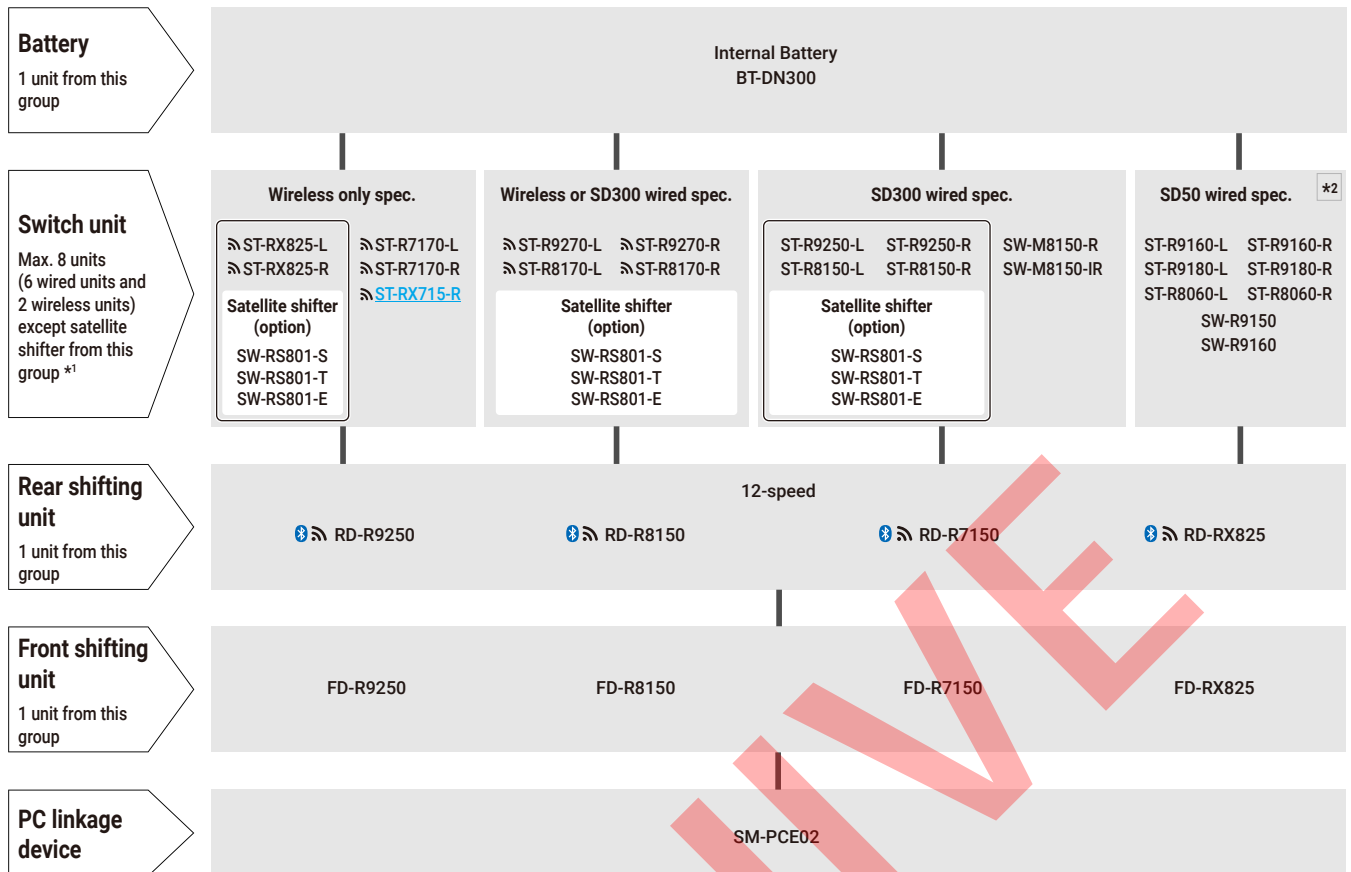 Battery
1 unit from this
group
Internal Battery
BT-DN300
Switch unit
Max. 8 units
(6 wired units and
2 wireless units)
except satellite
shifter from this
group *1
Wireless only spec.
ST-RX825-L ST-R7170-L
ST-RX825-R ST-R7170-R
ST-RX715-R
Satellite shifter
(option)
SW-RS801-S
SW-RS801-T
SW-RS801-E
Wireless or SD300 wired spec.
ST-R9270-L ST-R9270-R
ST-R8170-L ST-R8170-R
Satellite shifter
(option)
SW-RS801-S
SW-RS801-T
SW-RS801-E
SD300 wired spec.
ST-R9250-L ST-R9250-R SW-M8150-R
ST-R8150-L ST-R8150-R SW-M8150-IR
Satellite shifter
(option)
SW-RS801-S
SW-RS801-T
SW-RS801-E
SD50 wired spec. *2
ST-R9160-L ST-R9160-R
ST-R9180-L ST-R9180-R
ST-R8060-L ST-R8060-R
SW-R9150
SW-R9160
Rear shifting
unit
1 unit from this
group
12-speed
RD-R9250 RD-R8150 RD-R7150 RD-RX825
Front shifting
unit
1 unit from this
group
FD-R9250 FD-R8150 FD-R7150 FD-RX825
PC linkage
device
SM-PCE02